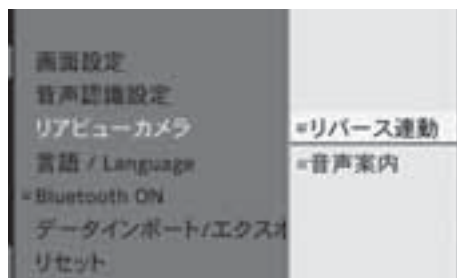 画面設定
音声認識設定
リアビューカメラ
言語 / Language
Bluetooth ON
データインポート/エクスオ
リセット
リバース連動
音声案内